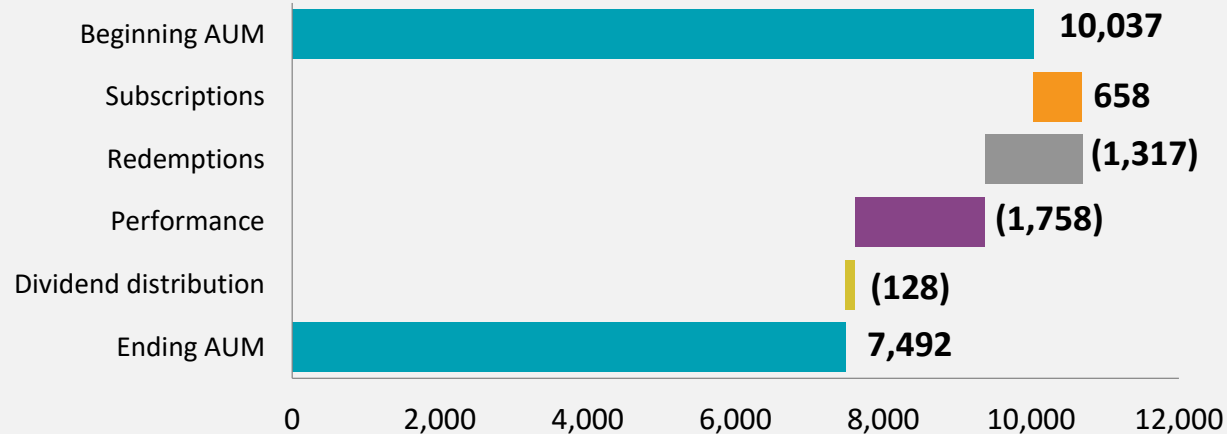 Beginning AUM 10,037
Subscriptions 658
Redemptions (1,317)
Performance (1,758)
Dividend distribution (128)
Ending AUM 7,492
0 2,000 4,000 6,000 8,000 10,000 12,000